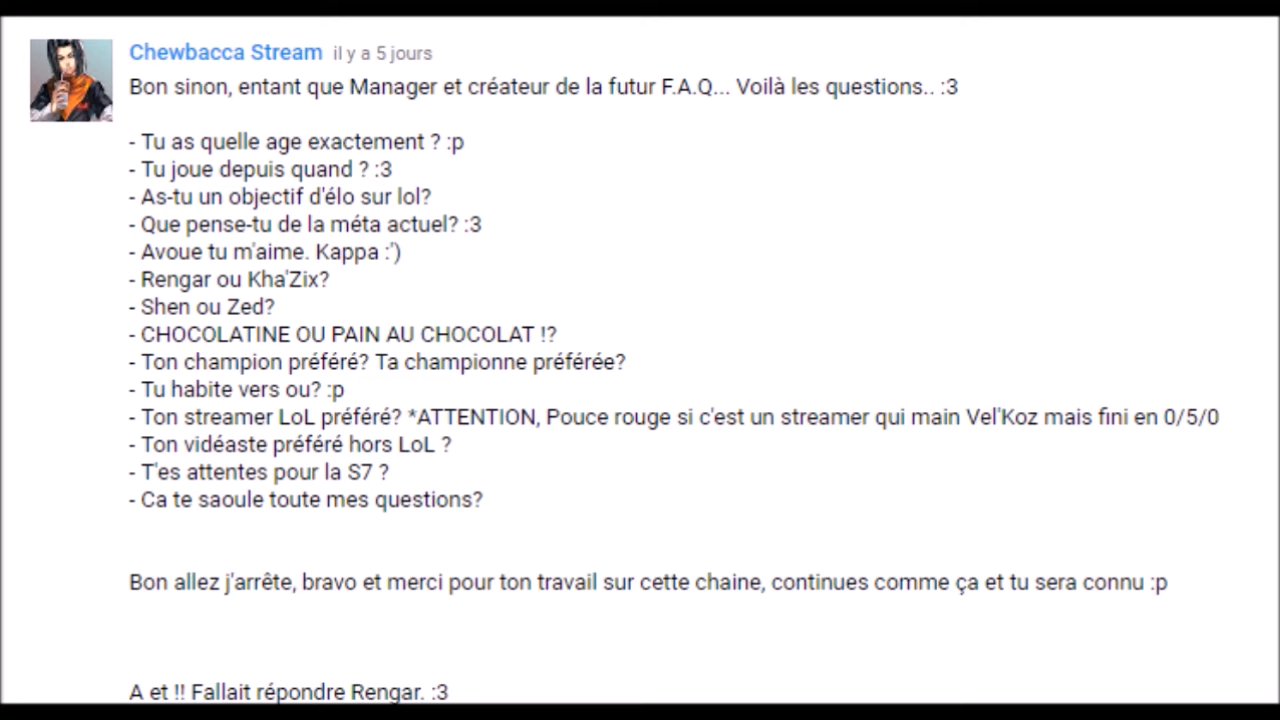 Chewbacca Stream il y a 5 jours
Bon sinon, entant que Manager et créateur de la futur F.A.Q... Voilà les questions.. :3
- Tu as quelle age exactement ? :p
- Tu joue depuis quand ? :3
- As-tu un objectif d'élo sur lol?
- Que pense-tu de la méta actuel? :3
- Avoue tu m'aime. Kappa :')
- Rengar ou Kha'Zix?
- Shen ou Zed?
- CHOCOLATINE OU PAIN AU CHOCOLAT !?
- Ton champion préféré? Ta championne préférée?
- Tu habite vers ou? :p
- Ton streamer LoL préféré? *ATTENTION, Pouce rouge si c'est un streamer qui main Vel'Koz mais fini en 0/5/0
- Ton vidéaste préféré hors LoL ?
- T'es attentes pour la S7 ?
- Ca te saoule toute mes questions?
Bon allez j'arrête, bravo et merci pour ton travail sur cette chaine, continues comme ça et tu sera connu :p
A et !! Fallait répondre Rengar. :3